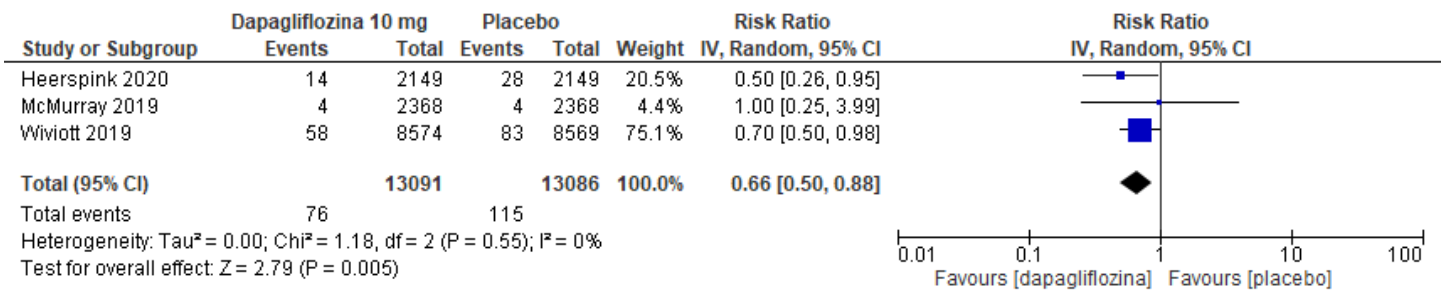 Dapagliflozina 10 mg Placebo Risk Ratio Risk Ratio
Study or Subgroup Events Total Events Total Weight IV, Random, 95% CI IV, Random, 95% CI
Heerspink 2020 14 2149 28 2149 20.5% 0.50 [0.26, 0.95]
McMurray 2019 4 2368 4 2368 4.4% 1.00 [0.25, 3.99]
Wiviott 2019 58 8574 83 8569 75.1% 0.70 [0.50, 0.98]
Total (95% CI) 13091 13086 100.0% 0.66 [0.50, 0.88]
Total events 76 115
Heterogeneity: Tau² = 0.00; Chi² = 1.18, df = 2 (P = 0.55); I² = 0%
Test for overall effect: Z = 2.79 (P = 0.005)
0.01 0.1 1 10 100
Favours [dapagliflozina] Favours [placebo]